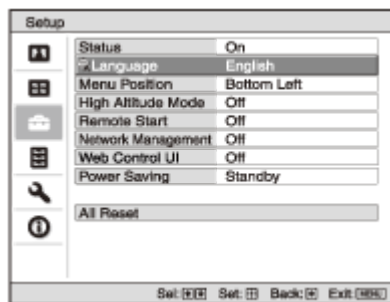 Setup
Status On
Language English
Menu Position Bottom Left
High Altitude Mode Off
Remote Start Off
Network Management Off
Web Control UI Off
Power Saving Standby
All Reset
Sel: Set: Back: Exit: MENU